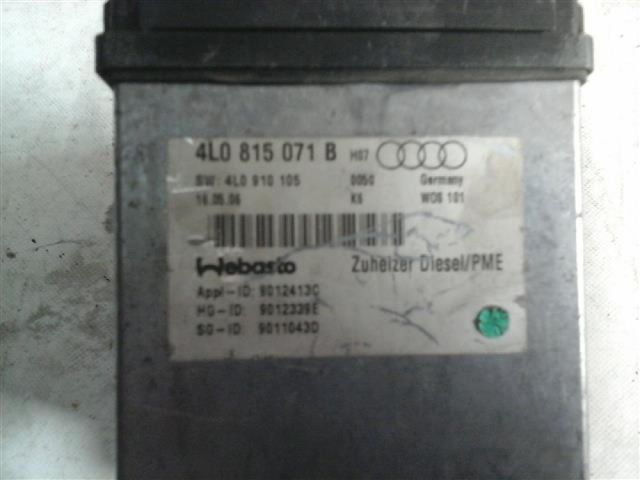 4L0 815 071 B H07
SW: 4L0 910 105 0050 Germany
16.05.06 K6 WO6 101
Webasto Zuheizer Diesel/PME
Appl-ID: 9012413C
HG-ID: 9012339E
SG-ID: 9011043D